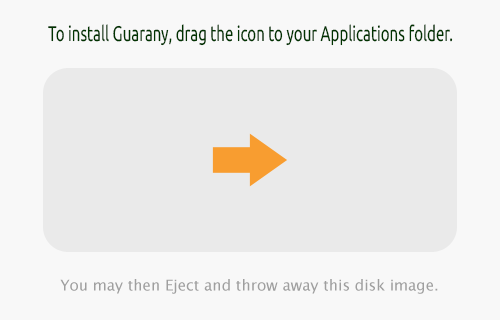 To install Guarany, drag the icon to your Applications folder.
You may then Eject and throw away this disk image.